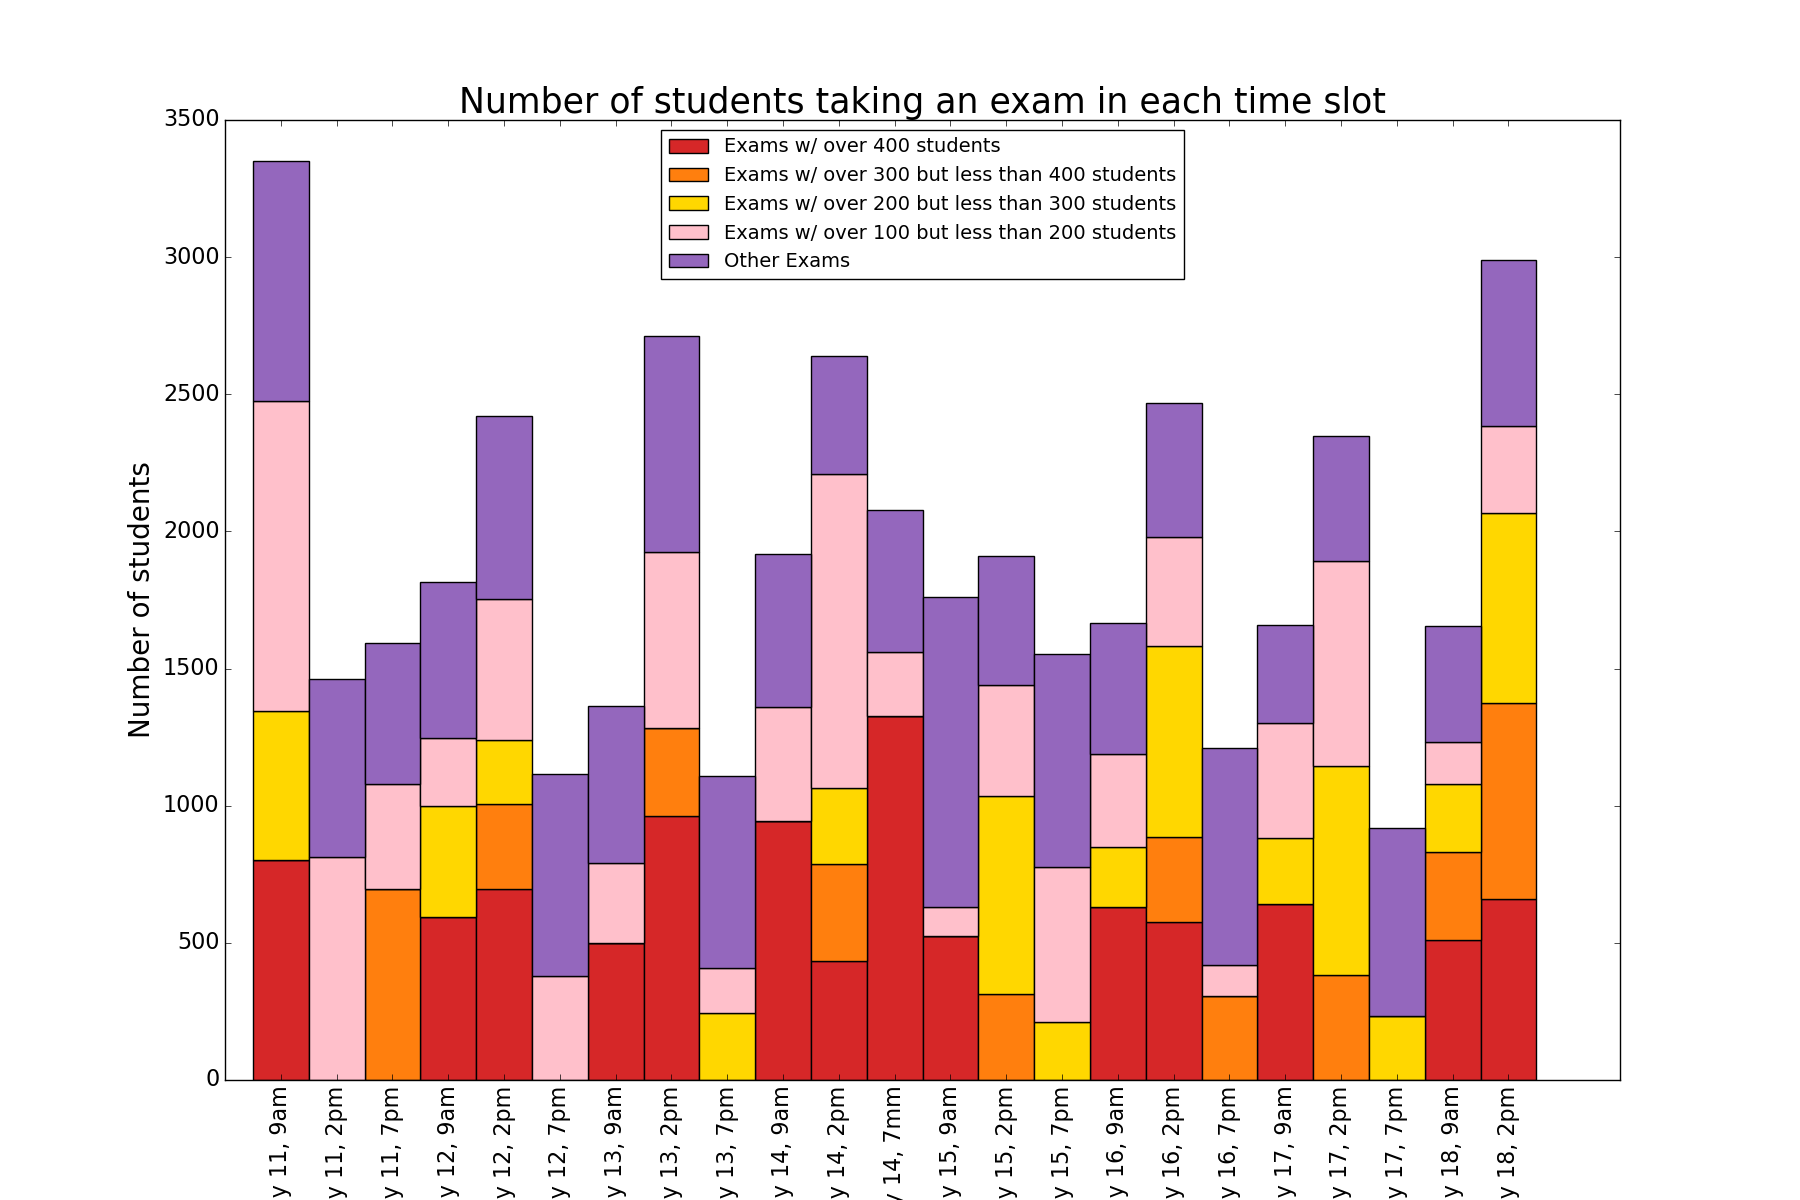 Number of students taking an exam in each time slot
Exams w/ over 400 students
Exams w/ over 300 but less than 400 students
Exams w/ over 200 but less than 300 students
Exams w/ over 100 but less than 200 students
Other Exams
Number of students
3500
3000
2500
2000
1500
1000
500
0
y 11, 9am
y 11, 2pm
y 11, 7pm
y 12, 9am
y 12, 2pm
y 12, 7pm
y 13, 9am
y 13, 2pm
y 13, 7pm
y 14, 9am
y 14, 2pm
y 14, 7mm
y 15, 9am
y 15, 2pm
y 15, 7pm
y 16, 9am
y 16, 2pm
y 16, 7pm
y 17, 9am
y 17, 2pm
y 17, 7pm
y 18, 9am
y 18, 2pm